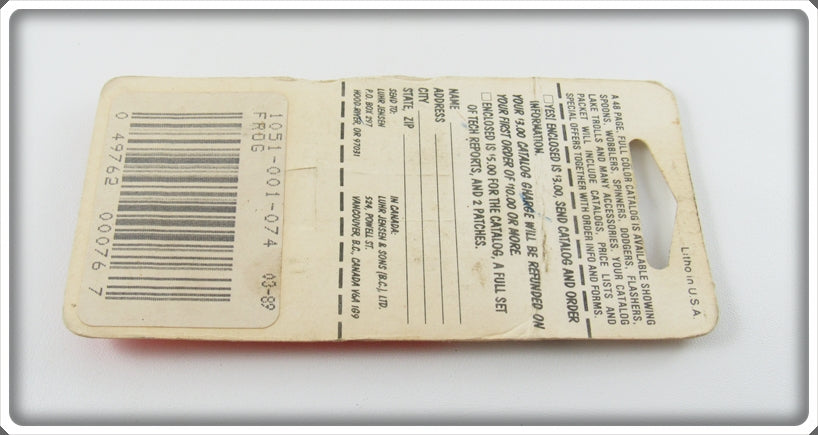 Litho in U.S.A.
A 48 PAGE, FULL COLOR CATALOG IS AVAILABLE SHOWING
SPOONS, WOBBLERS, SPINNERS, DODGERS, FLASHERS,
LAKE TROLLS AND MANY ACCESSORIES. YOUR CATALOG
PACKET WILL INCLUDE CATALOGS, PRICE LISTS AND
SPECIAL OFFERS TOGETHER WITH ORDER INFO AND FORMS.
YES! ENCLOSED IS $3.00, SEND CATALOG AND ORDER
INFORMATION.
YOUR $3.00 CATALOG CHARGE WILL BE REFUNDED ON
YOUR FIRST ORDER OF $10.00 OR MORE.
ENCLOSED IS $5.00 FOR THE CATALOG, A FULL SET
OF TECH REPORTS, AND 2 PATCHES.
NAME
ADDRESS
CITY
STATE, ZIP
SEND TO:
LUHR JENSEN
P.O. BOX 297
HOOD RIVER, OR 97031
IN CANADA:
LUHR JENSEN & SONS (B.C.), LTD.
524, POWELL ST.
VANCOUVER, B.C., CANADA V6A 1G9
1051-001-074 03-89
FROG
0 49762 00076 7